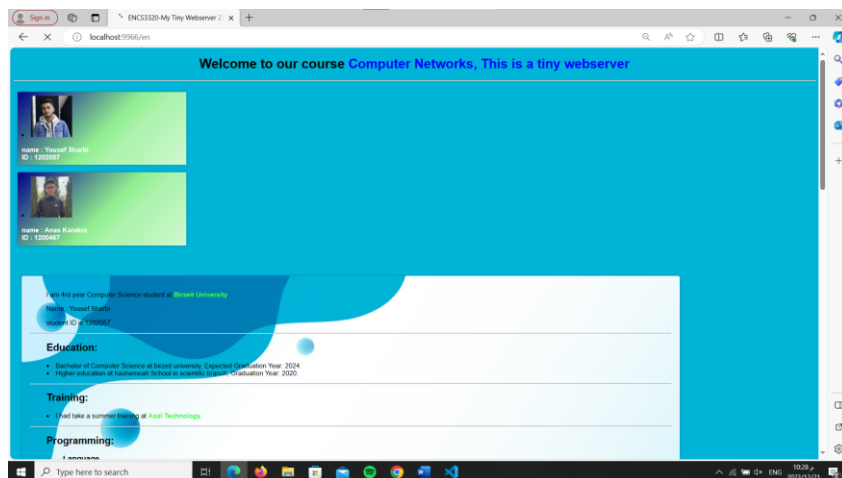 Sign in
ENCS3320-My Tiny Webserver 2
localhost:9966/en
Welcome to our course Computer Networks, This is a tiny webserver
name : Yousef Sharbi
ID : 1202057
name : Anas Karakra
ID : 1200467
I am 4rd year Computer Science student at Birzeit University
Name : Yousef Sharbi
student ID is 1202057
Education:
Bachelor of Computer Science at birzeit university, Expected Graduation Year: 2024.
Higher education at hashemeah School in scientific branch, Graduation Year: 2020.
Training:
I had take a summer training at Asal Technology.
Programming:
Language
Type here to search
ENG
10:28 م
2023/12/21